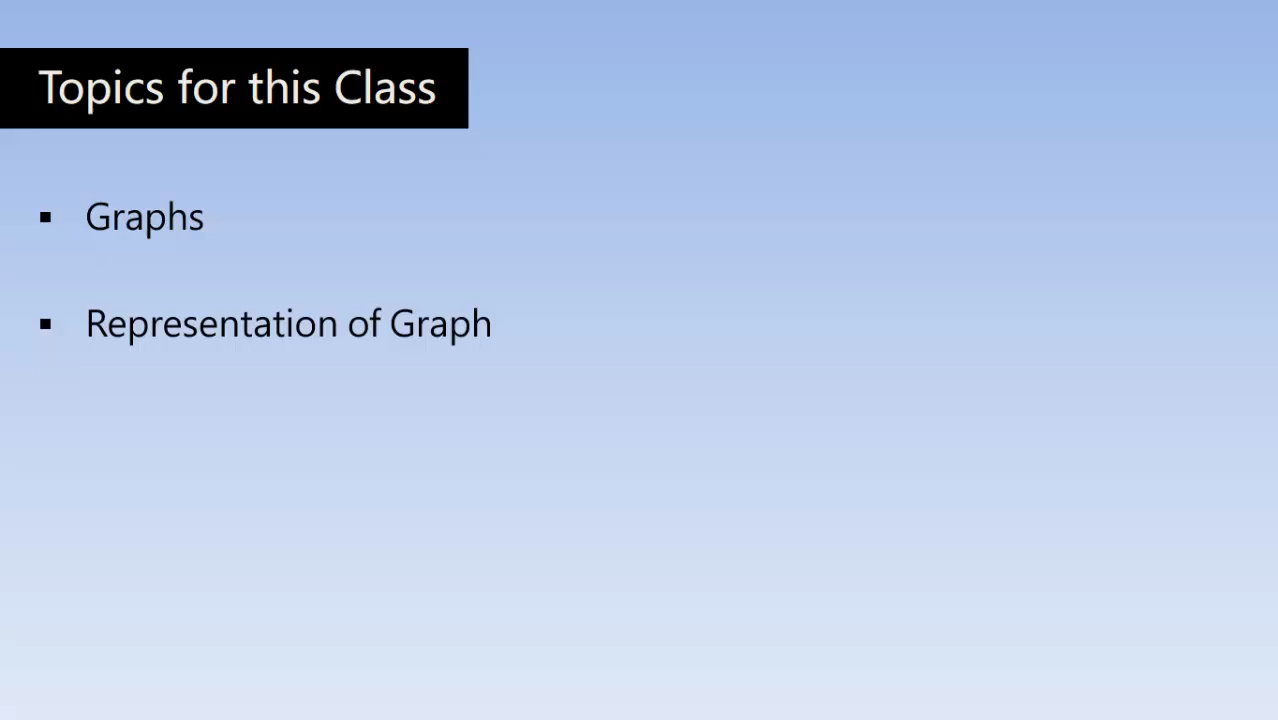 Topics for this Class
▪ Graphs
▪ Representation of Graph